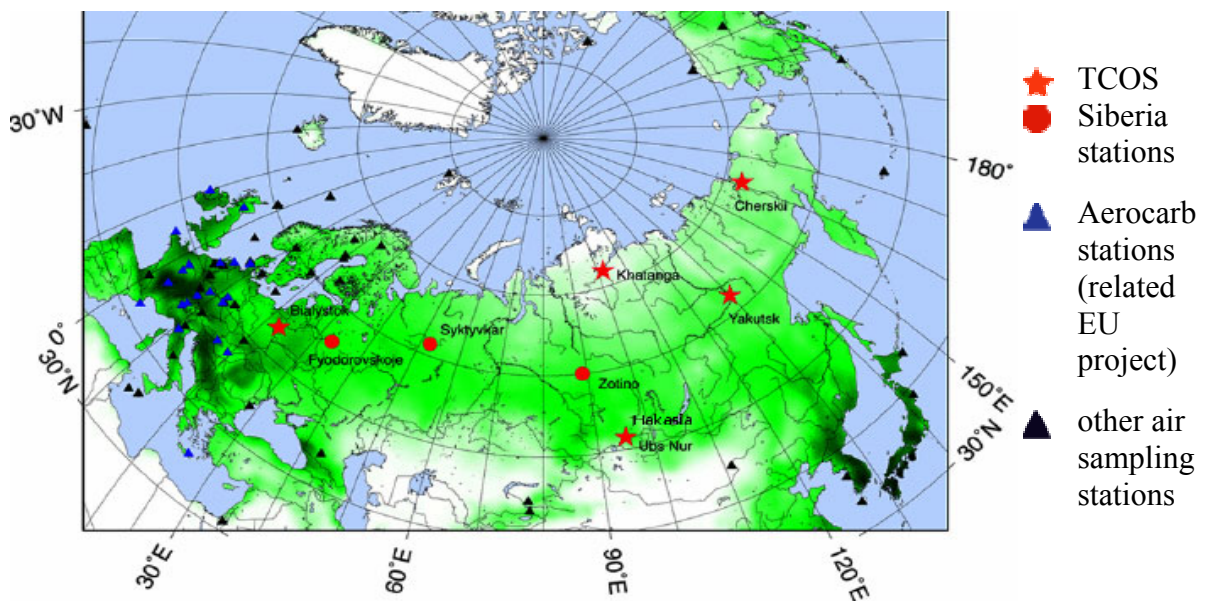 30°W
0°
30°N
30°E
60°E
90°E
120°E
150°E
30°N
180°
Cherskii
Khatanga
Yakutsk
Bialystok
Fyodorovskoje
Syktyvkar
Zotino
Hakasia
Ubs Nur
TCOS
Siberia
stations
Aerocarb
stations
(related
EU
project)
other air
sampling
stations